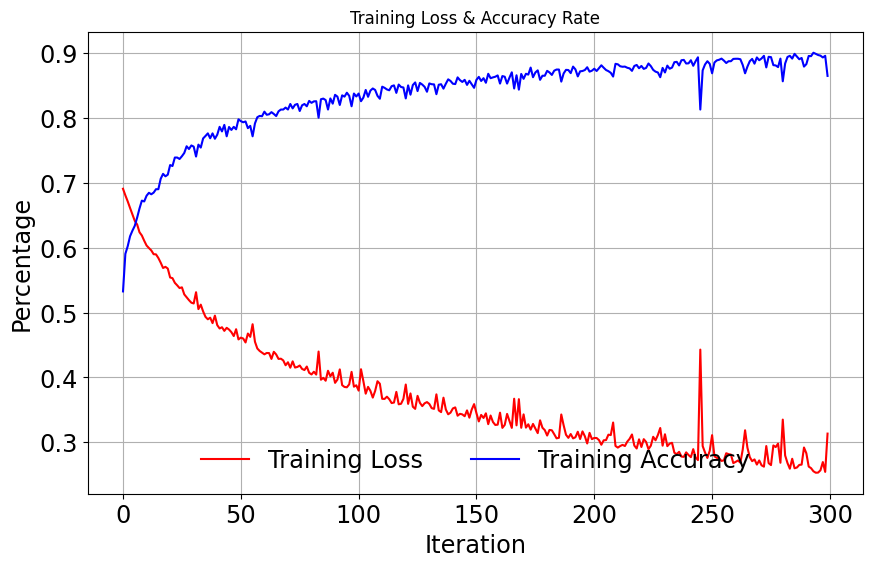 Training Loss & Accuracy Rate
0.9
0.8
0.7
0.6
0.5
0.4
0.3
Percentage
Training Loss
Training Accuracy
0 50 100 150 200 250 300
Iteration